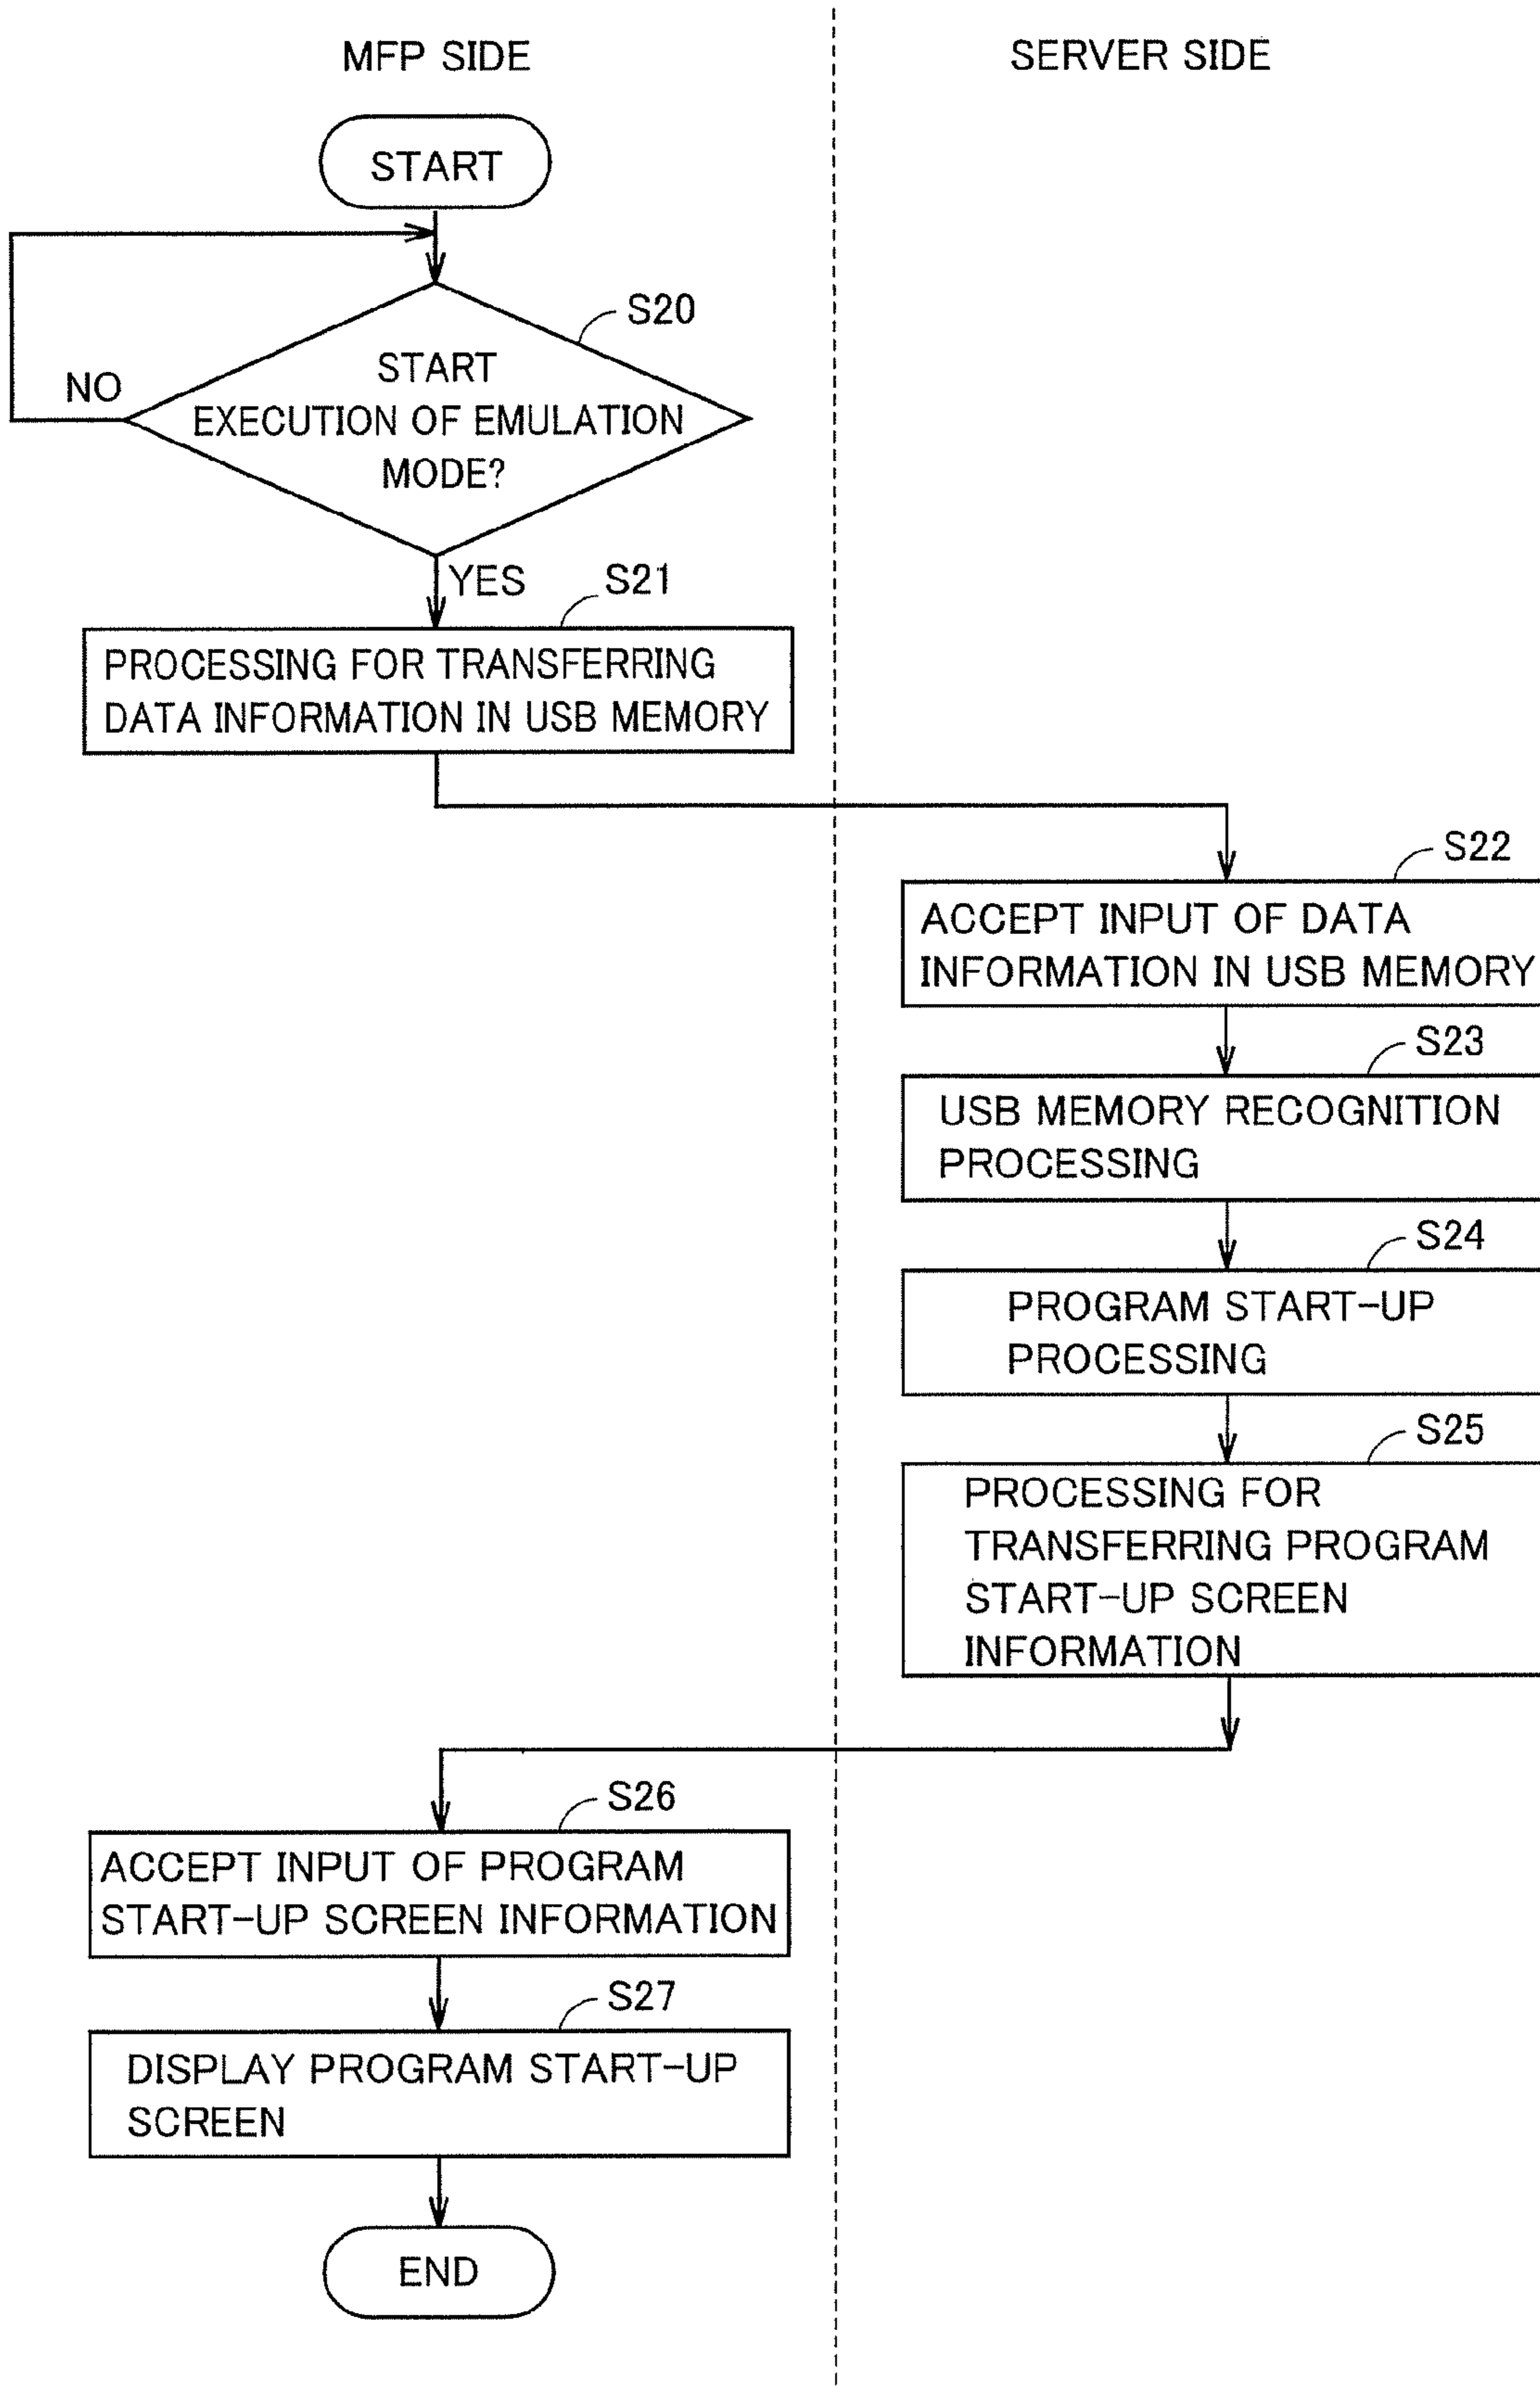 MFP SIDE
SERVER SIDE
START
S20
START
EXECUTION OF EMULATION
MODE?
NO
YES
S21
PROCESSING FOR TRANSFERRING
DATA INFORMATION IN USB MEMORY
S22
ACCEPT INPUT OF DATA
INFORMATION IN USB MEMORY
S23
USB MEMORY RECOGNITION
PROCESSING
S24
PROGRAM START-UP
PROCESSING
S25
PROCESSING FOR
TRANSFERRING PROGRAM
START-UP SCREEN
INFORMATION
S26
ACCEPT INPUT OF PROGRAM
START-UP SCREEN INFORMATION
S27
DISPLAY PROGRAM START-UP
SCREEN
END